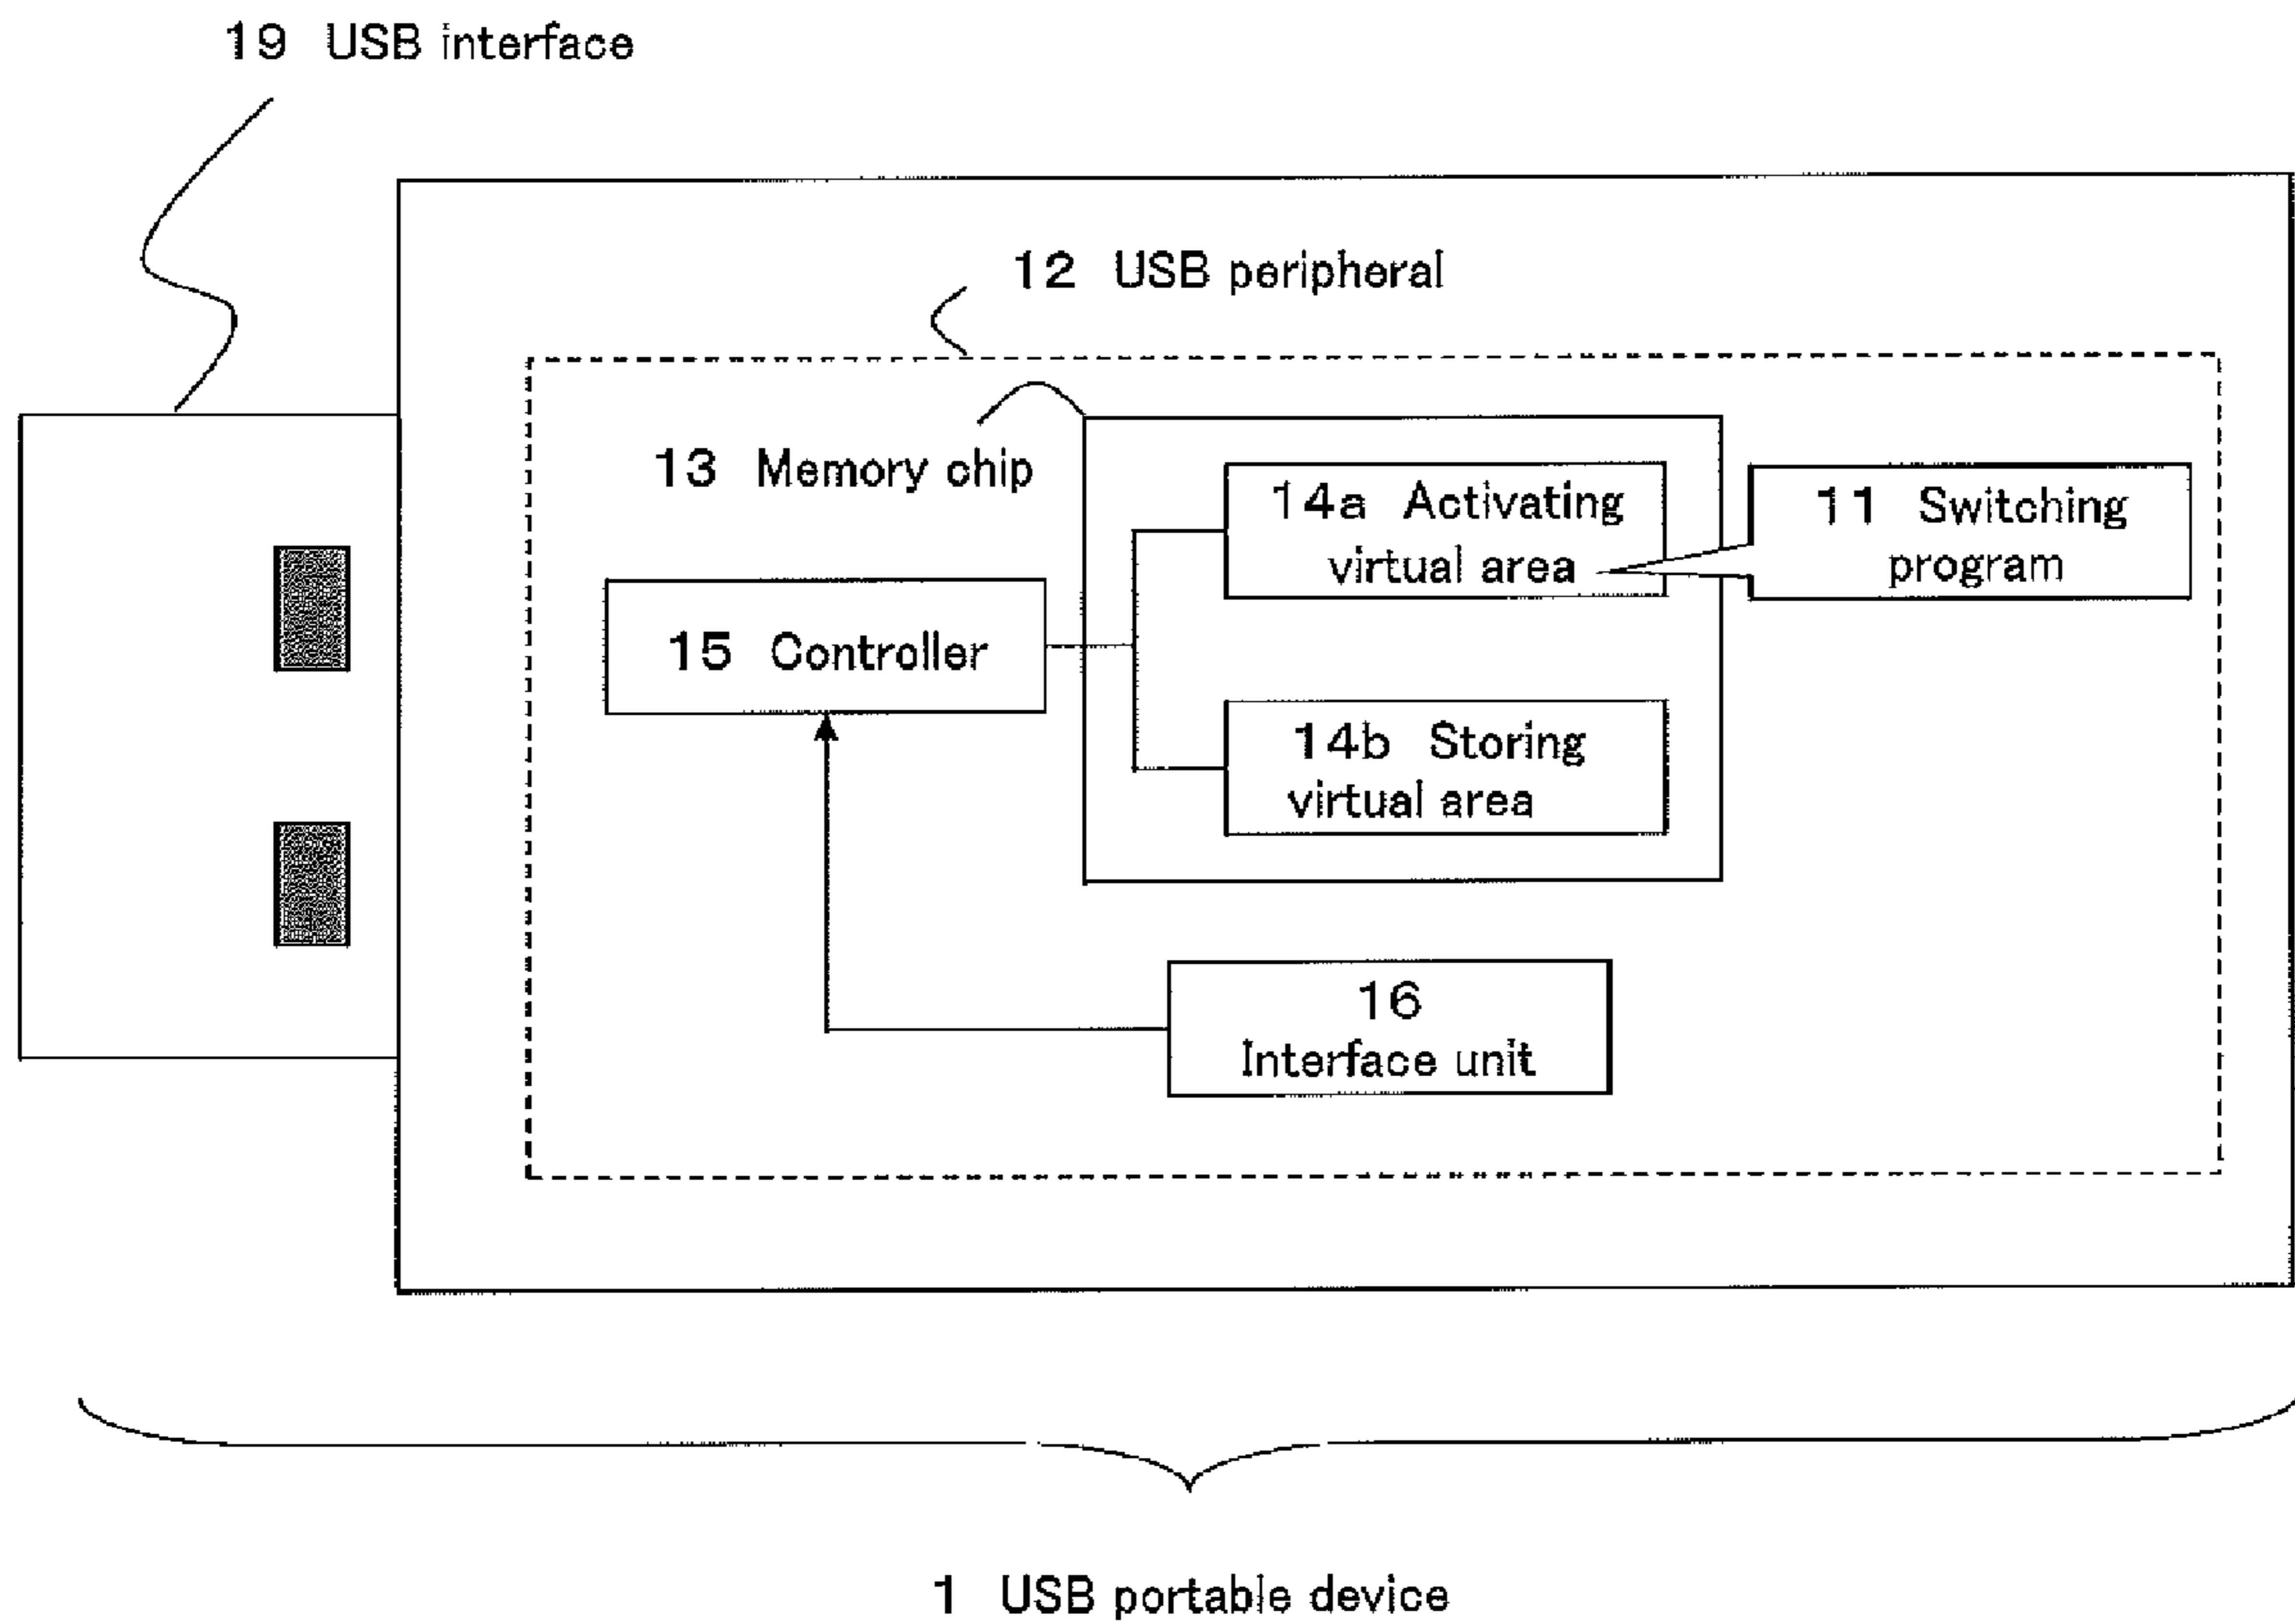 19 USB interface
12 USB peripheral
13 Memory chip
14a Activating
virtual area
11 Switching
program
15 Controller
14b Storing
virtual area
16
Interface unit
1 USB portable device